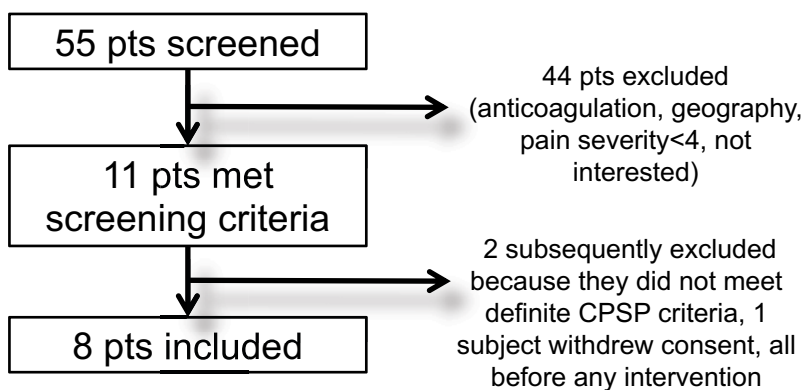 55 pts screened
44 pts excluded
(anticoagulation, geography,
pain severity<4, not
interested)
11 pts met
screening criteria
2 subsequently excluded
because they did not meet
definite CPSP criteria, 1
subject withdrew consent, all
before any intervention
8 pts included